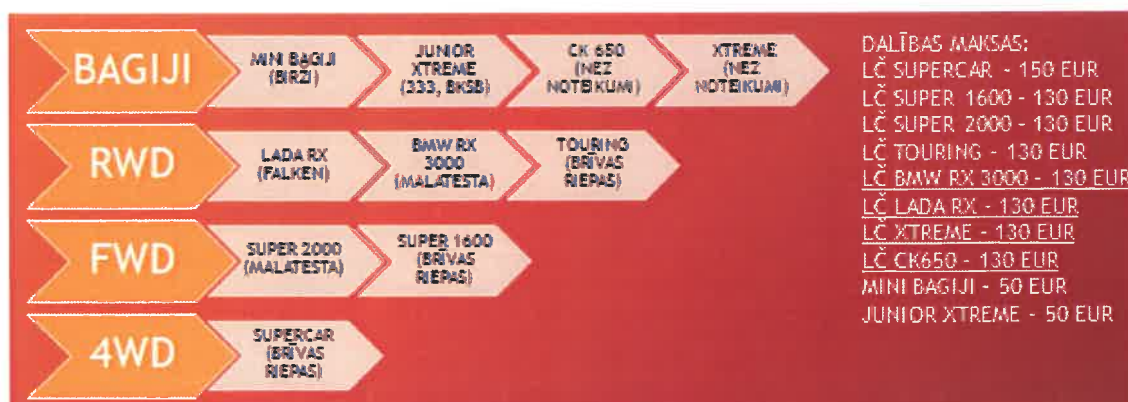 BAGIJI
MINI BAGIJI
(BIRZI)
JUNIOR
XTREME
(333, BKSB)
CK 650
(NEZ
NOTEIKUMI)
XTREME
(NEZ
NOTEIKUMI)
RWD
LADA RX
(FALKEN)
BMW RX
3000
(MALATESTA)
TOURING
(BRĪVAS
RIEPAS)
FWD
SUPER 2000
(MALATESTA)
SUPER 1600
(BRĪVAS
RIEPAS)
4WD
SUPERCAR
(BRĪVAS
RIEPAS)
DALĪBAS MAKSAS:
LČ SUPERCAR - 150 EUR
LČ SUPER 1600 - 130 EUR
LČ SUPER 2000 - 130 EUR
LČ TOURING - 130 EUR
LČ BMW RX 3000 - 130 EUR
LČ LADA RX - 130 EUR
LČ XTREME - 130 EUR
LČ CK650 - 130 EUR
MINI BAGIJI - 50 EUR
JUNIOR XTREME - 50 EUR